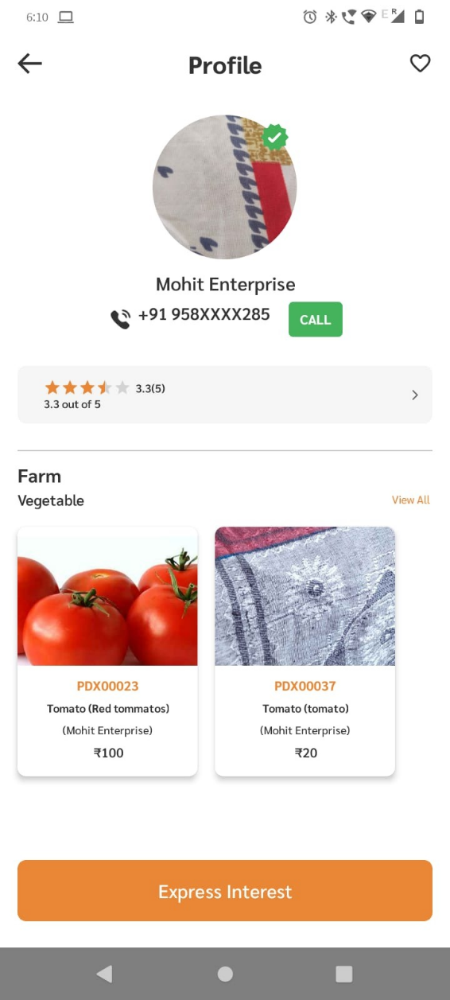 6:10
E R
Profile
Mohit Enterprise
+91 958XXXX285
CALL
3.3(5)
3.3 out of 5
Farm
Vegetable
View All
PDX00023
Tomato (Red tommatos)
(Mohit Enterprise)
₹100
PDX00037
Tomato (tomato)
(Mohit Enterprise)
₹20
Express Interest